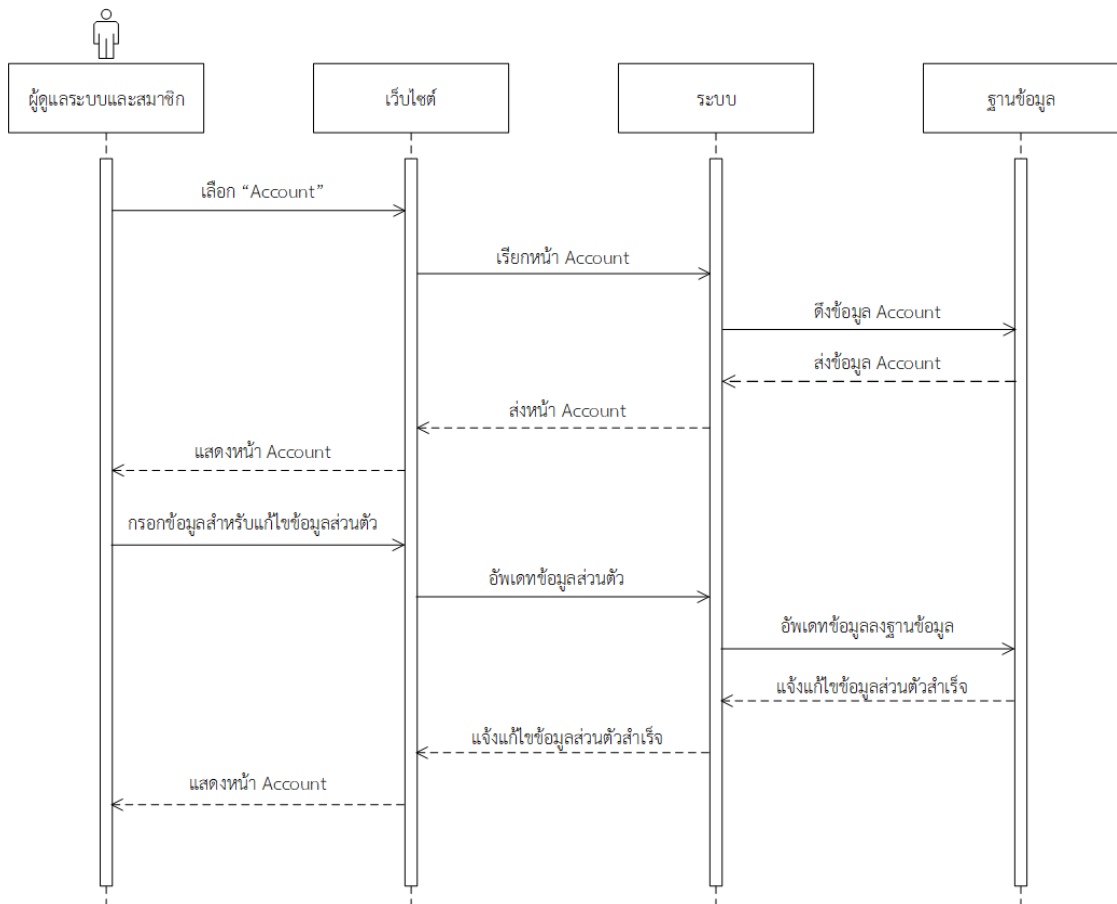 ผู้ดูแลระบบและสมาชิก
เว็บไซต์
ระบบ
ฐานข้อมูล
เลือก “Account”
เรียกหน้า Account
ดึงข้อมูล Account
ส่งข้อมูล Account
ส่งหน้า Account
แสดงหน้า Account
กรอกข้อมูลสำหรับแก้ไขข้อมูลส่วนตัว
อัพเดทข้อมูลส่วนตัว
อัพเดทข้อมูลลงฐานข้อมูล
แจ้งแก้ไขข้อมูลส่วนตัวสำเร็จ
แจ้งแก้ไขข้อมูลส่วนตัวสำเร็จ
แสดงหน้า Account